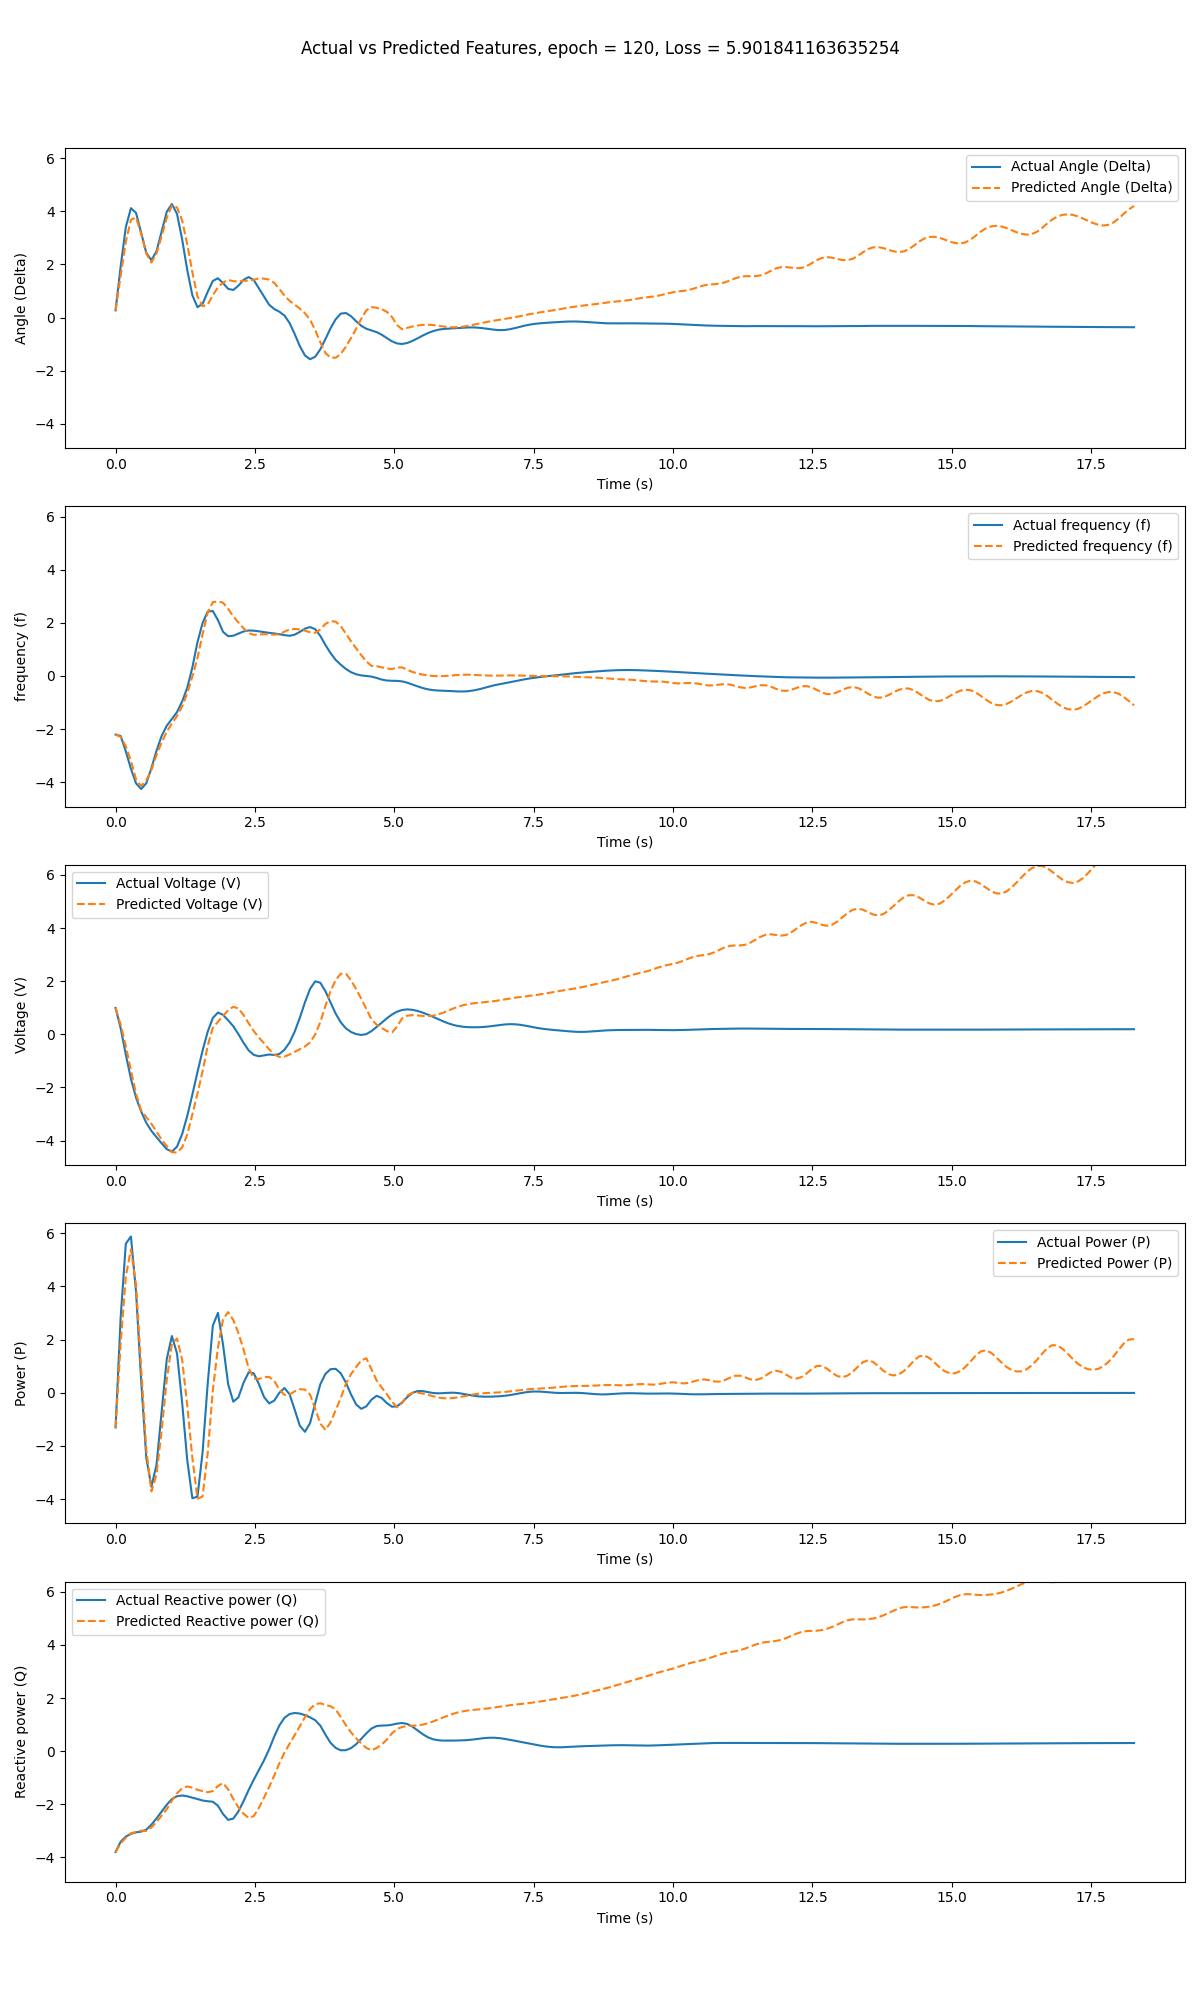 Actual vs Predicted Features, epoch = 120, Loss = 5.901841163635254
Actual Angle (Delta)
Predicted Angle (Delta)
Angle (Delta)
6
4
2
0
−2
−4
0.0 2.5 5.0 7.5 10.0 12.5 15.0 17.5
Time (s)
Actual frequency (f)
Predicted frequency (f)
frequency (f)
6
4
2
0
−2
−4
0.0 2.5 5.0 7.5 10.0 12.5 15.0 17.5
Time (s)
Actual Voltage (V)
Predicted Voltage (V)
Voltage (V)
6
4
2
0
−2
−4
0.0 2.5 5.0 7.5 10.0 12.5 15.0 17.5
Time (s)
Actual Power (P)
Predicted Power (P)
Power (P)
6
4
2
0
−2
−4
0.0 2.5 5.0 7.5 10.0 12.5 15.0 17.5
Time (s)
Actual Reactive power (Q)
Predicted Reactive power (Q)
Reactive power (Q)
6
4
2
0
−2
−4
0.0 2.5 5.0 7.5 10.0 12.5 15.0 17.5
Time (s)